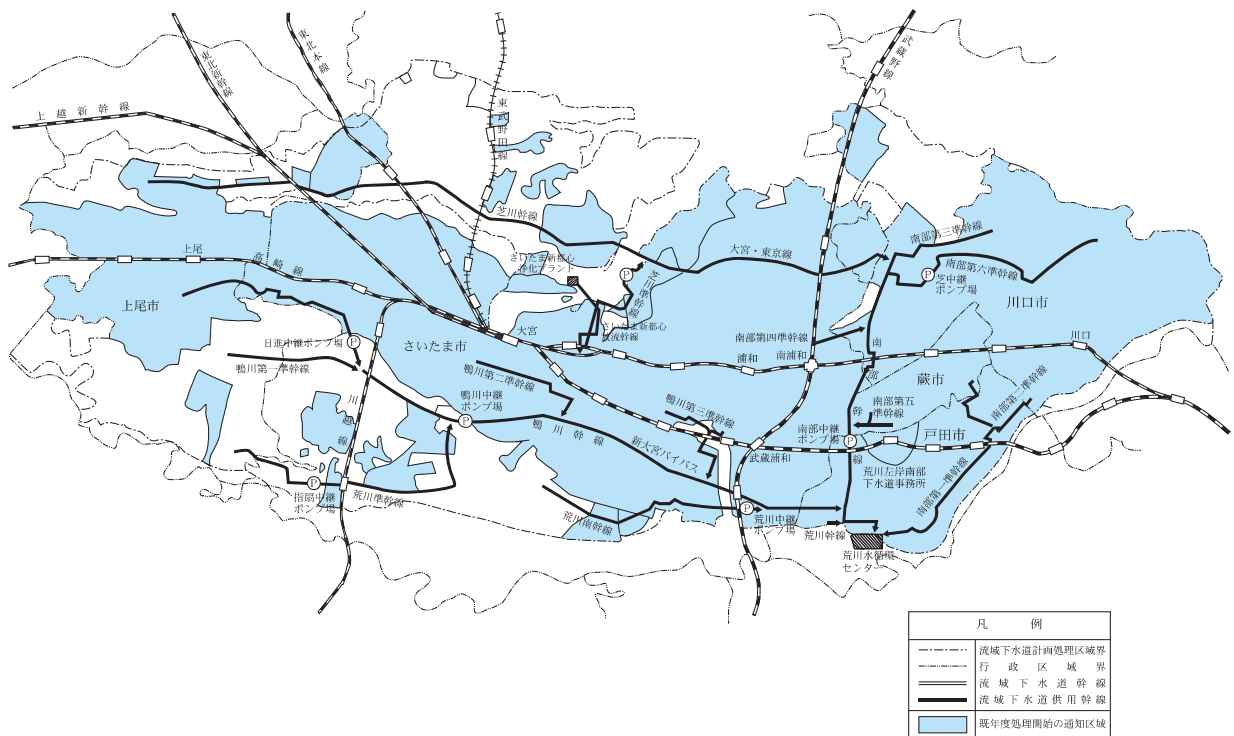 東北新幹線
東北本線
東武野田線
武蔵野線
上越新幹線
芝川幹線
大宮・東京線
南部第三準幹線
さいたま新都心
浄化プラント
芝川準幹線
南部第六準幹線
芝中継
ポンプ場
川口市
上尾
高崎線
上尾市
大宮
さいたま新都心
放流幹線
南部第四準幹線
浦和
南浦和
川口
日進中継ポンプ場
さいたま市
鴨川第一準幹線
鴨川第二準幹線
蕨市
南部第二準幹線
鴨川中継
ポンプ場
鴨川第三準幹線
南部第五
準幹線
南部幹線
川越線
鴨川幹線
新大宮バイパス
南部中継
ポンプ場
戸田市
武蔵浦和
荒川左岸南部
下水道事務所
荒川準幹線
指扇中継
ポンプ場
荒川南幹線
荒川中継
ポンプ場
荒川幹線
南部第一準幹線
荒川水循環
センター
P
P
P
P
P
P
P
凡例
流域下水道計画処理区域界
行政区域界
流域下水道幹線
流域下水道供用幹線
既年度処理開始の通知区域